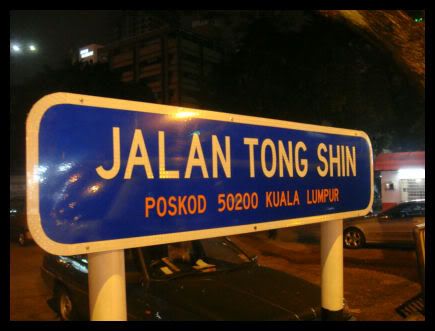 JALAN TONG SHIN
POSKOD 50200 KUALA LUMPUR